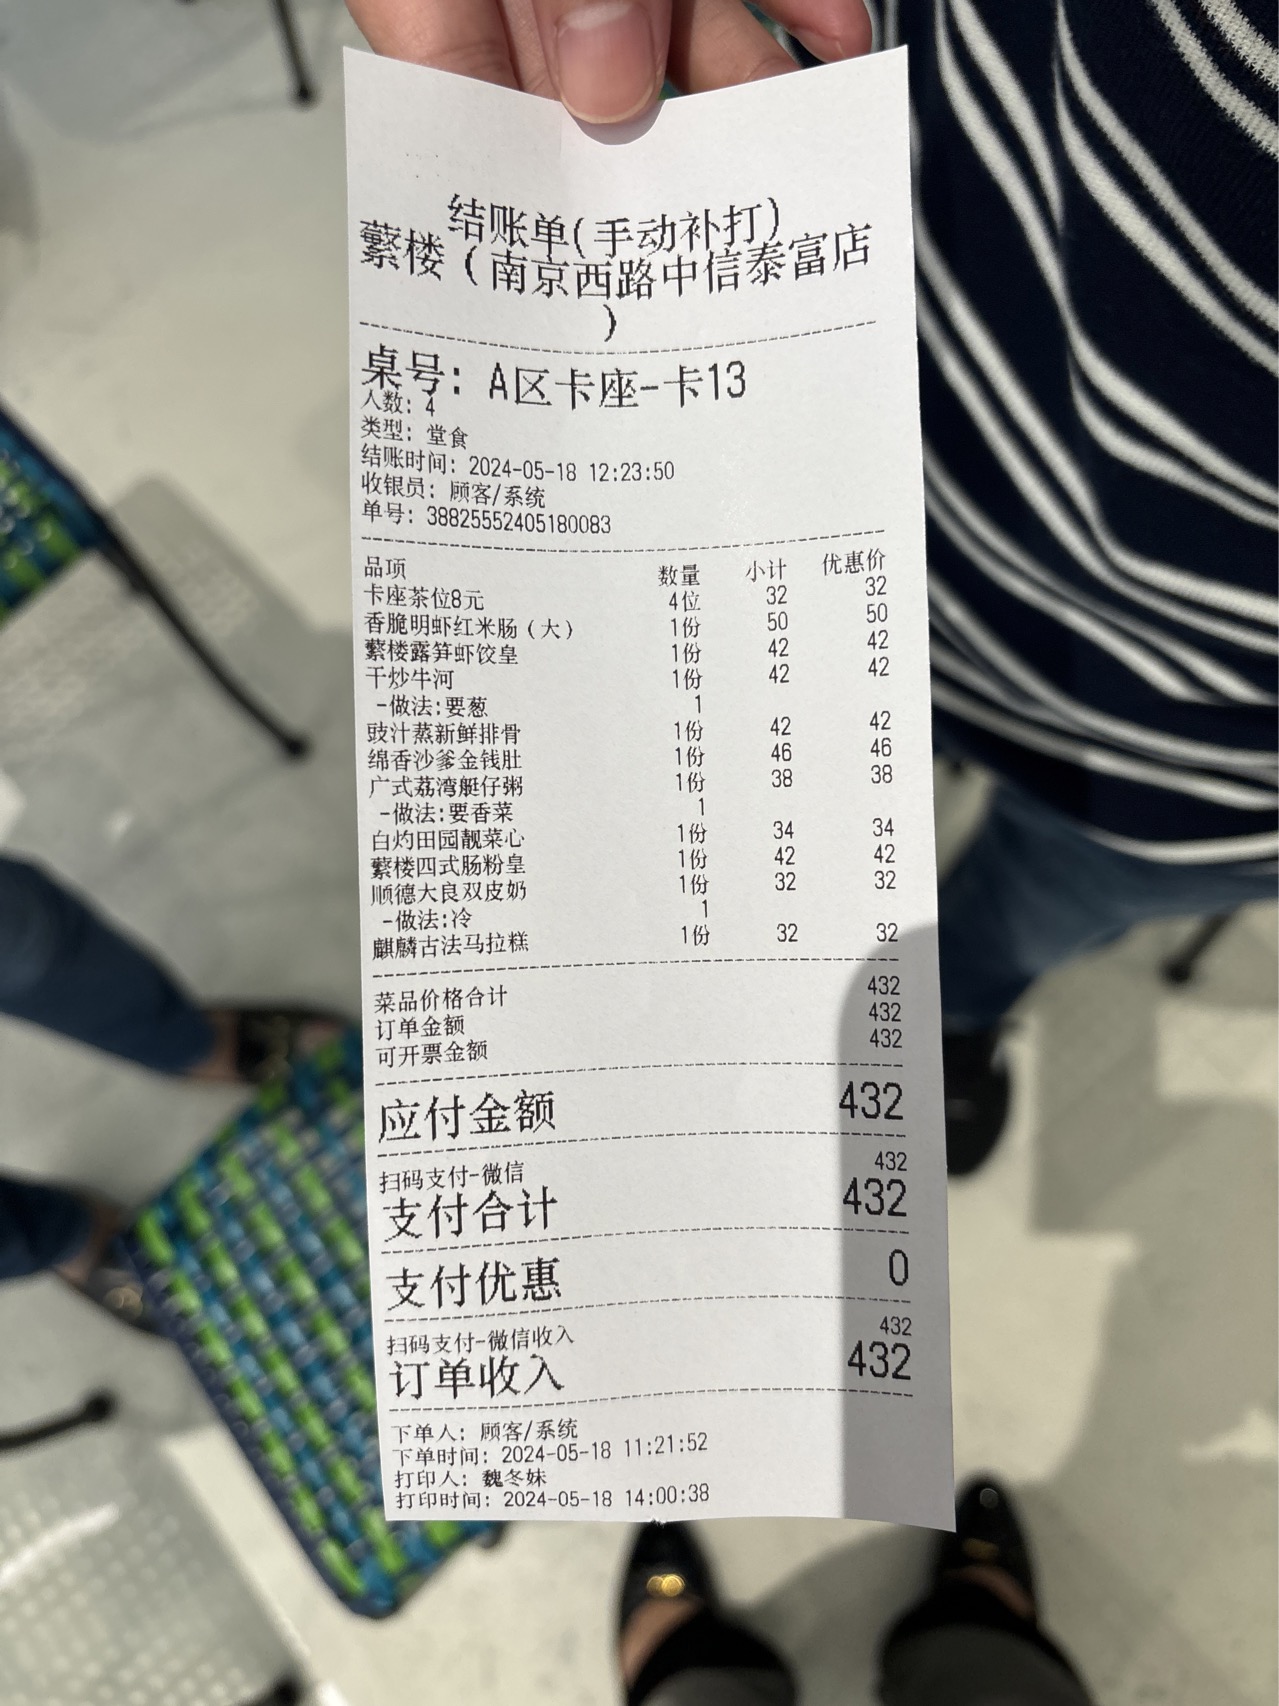 结账单(手动补打)
蘩楼（南京西路中信泰富店
）
桌号: A区卡座-卡13
人数: 4
类型: 堂食
结账时间: 2024-05-18 12:23:50
收银员: 顾客/系统
单号: 38825552405180083
品项 数量 小计 优惠价
卡座茶位8元 4位 32 32
香脆明虾红米肠（大） 1份 50 50
蘩楼露笋虾饺皇 1份 42 42
干炒牛河 1份 42 42
-做法:要葱 1
豉汁蒸新鲜排骨 1份 42 42
绵香沙爹金钱肚 1份 46 46
广式荔湾艇仔粥 1份 38 38
-做法:要香菜 1
白灼田园靓菜心 1份 34 34
蘩楼四式肠粉皇 1份 42 42
顺德大良双皮奶 1份 32 32
-做法:冷 1
麒麟古法马拉糕 1份 32 32
菜品价格合计 432
订单金额 432
可开票金额 432
应付金额 432
扫码支付-微信 432
支付合计 432
支付优惠 0
扫码支付-微信收入 432
订单收入 432
下单人: 顾客/系统
下单时间: 2024-05-18 11:21:52
打印人: 魏冬妹
打印时间: 2024-05-18 14:00:38